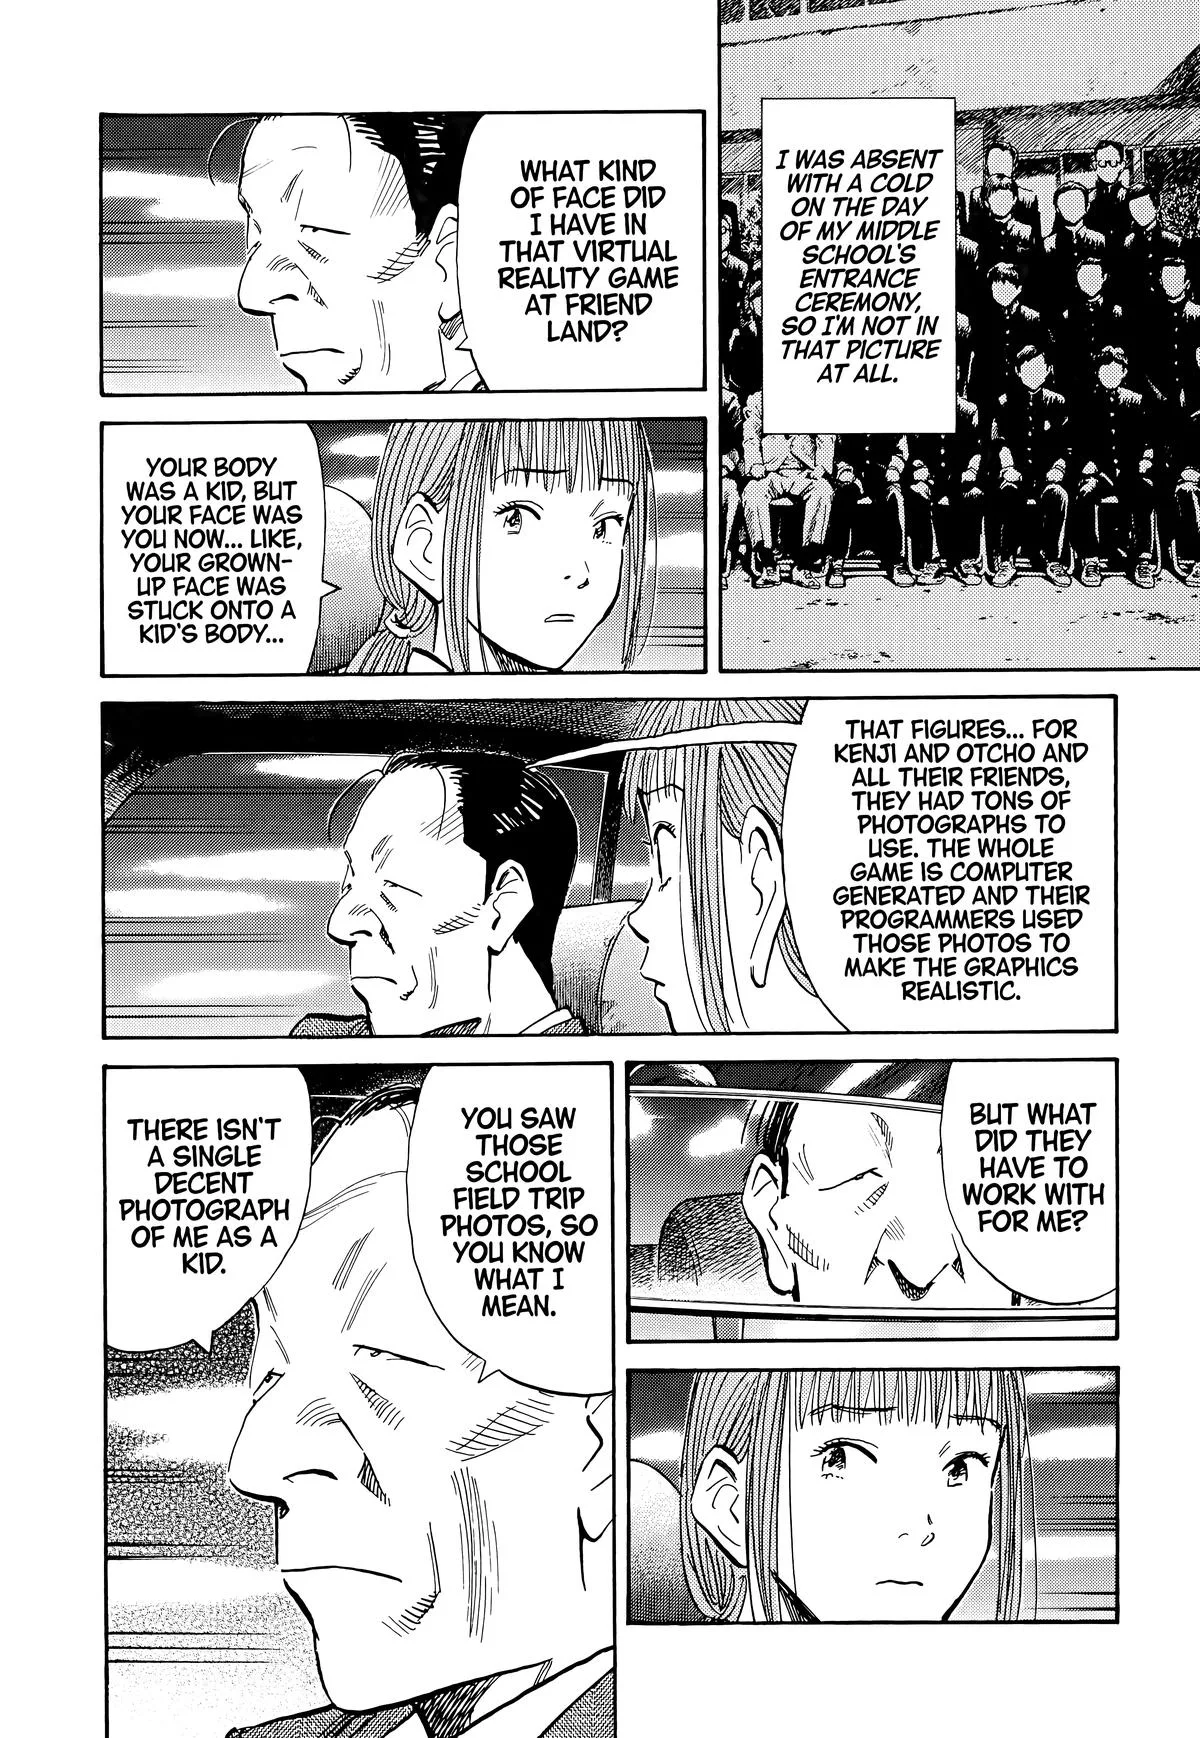 I WAS ABSENT
WITH A COLD
ON THE DAY
OF MY MIDDLE
SCHOOL'S
ENTRANCE
CEREMONY,
SO I'M NOT IN
THAT PICTURE
AT ALL.
WHAT KIND
OF FACE DID
I HAVE IN
THAT VIRTUAL
REALITY GAME
AT FRIEND
LAND?
YOUR BODY
WAS A KID, BUT
YOUR FACE WAS
YOU NOW... LIKE,
YOUR GROWN-
UP FACE WAS
STUCK ONTO A
KID'S BODY...
THAT FIGURES... FOR
KENJI AND OTCHO AND
ALL THEIR FRIENDS,
THEY HAD TONS OF
PHOTOGRAPHS TO
USE. THE WHOLE
GAME IS COMPUTER
GENERATED AND THEIR
PROGRAMMERS USED
THOSE PHOTOS TO
MAKE THE GRAPHICS
REALISTIC.
BUT WHAT
DID THEY
HAVE TO
WORK WITH
FOR ME?
YOU SAW
THOSE
SCHOOL
FIELD TRIP
PHOTOS, SO
YOU KNOW
WHAT I
MEAN.
THERE ISN'T
A SINGLE
DECENT
PHOTOGRAPH
OF ME AS A
KID.